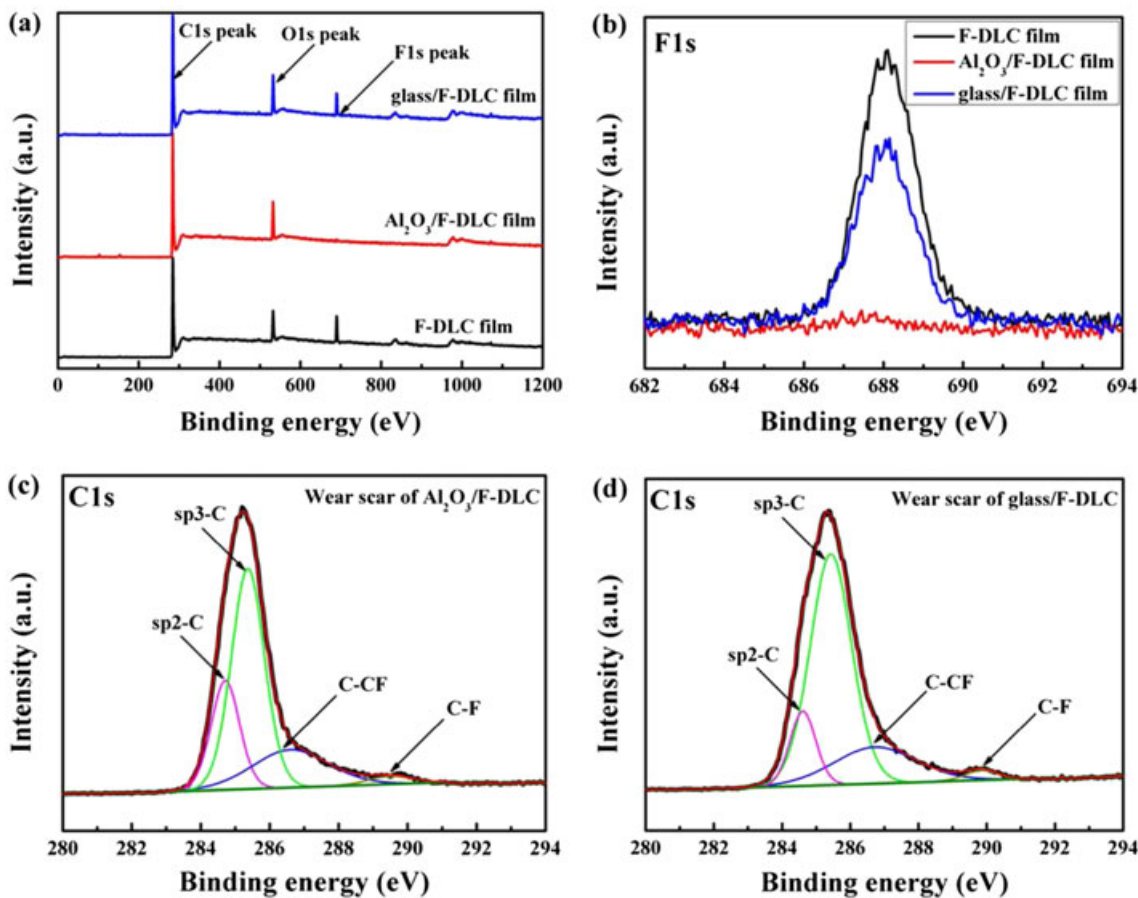 (a)
C1s peak
O1s peak
F1s peak
glass/F-DLC film
Al₂O₃/F-DLC film
F-DLC film
Intensity (a.u.)
0 200 400 600 800 1000 1200
Binding energy (eV)
(b)
F1s
F-DLC film
Al₂O₃/F-DLC film
glass/F-DLC film
Intensity (a.u.)
682 684 686 688 690 692 694
Binding energy (eV)
(c)
C1s
Wear scar of Al₂O₃/F-DLC
sp3-C
sp2-C
C-CF
C-F
Intensity (a.u.)
280 282 284 286 288 290 292 294
Binding energy (eV)
(d)
C1s
Wear scar of glass/F-DLC
sp3-C
sp2-C
C-CF
C-F
Intensity (a.u.)
280 282 284 286 288 290 292 294
Binding energy (eV)